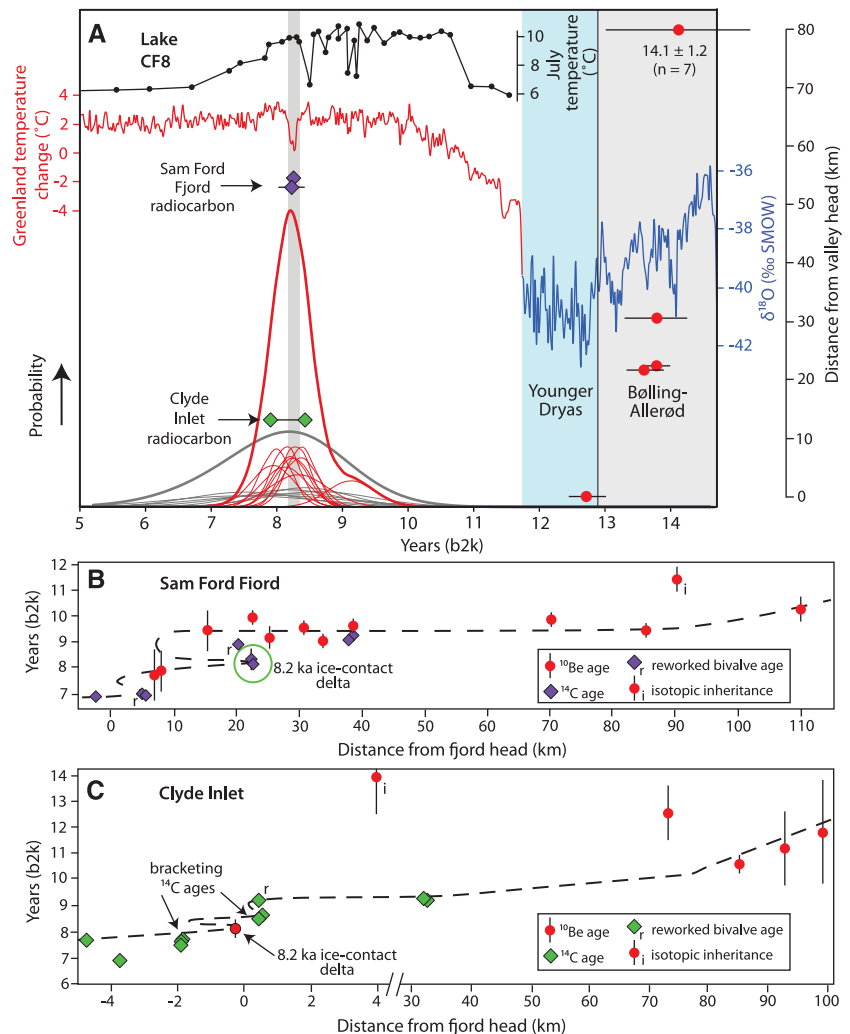 A
Lake
CF8
10
8
6
July
temperature
(˚C)
14.1 ± 1.2
(n = 7)
80
70
60
50
40
30
20
10
0
Distance from valley head (km)
4
2
0
-2
-4
Greenland temperature
change (˚C)
Sam Ford
Fjord
radiocarbon
-36
-38
-40
-42
δ18O (‰ SMOW)
Probability
Clyde
Inlet
radiocarbon
Younger
Dryas
Bølling-
Allerød
5 6 7 8 9 10 11 12 13 14
Years (b2k)
B
Sam Ford Fiord
12
11
10
9
8
7
Years (b2k)
i
r
r
8.2 ka ice-contact
delta
10Be age
r reworked bivalve age
14C age
i isotopic inheritance
0 10 20 30 40 50 60 70 80 90 100 110
Distance from fjord head (km)
C
Clyde Inlet
14
13
12
11
10
9
8
7
6
Years (b2k)
i
bracketing
14C ages
r
8.2 ka ice-contact
delta
10Be age
r reworked bivalve age
14C age
i isotopic inheritance
-4 -2 0 2 4 30 40 50 60 70 80 90 100
Distance from fjord head (km)